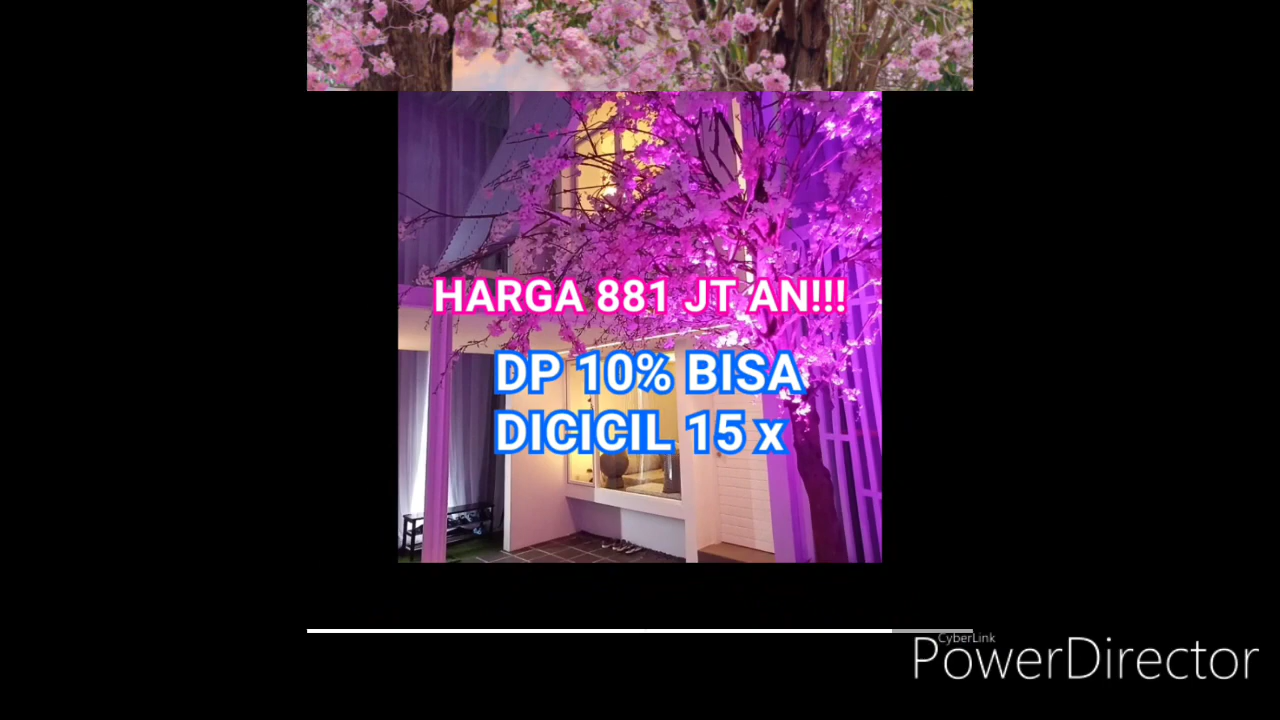 HARGA 881 JT AN!!!
DP 10% BISA
DICICIL 15 x
CyberLink
PowerDirector